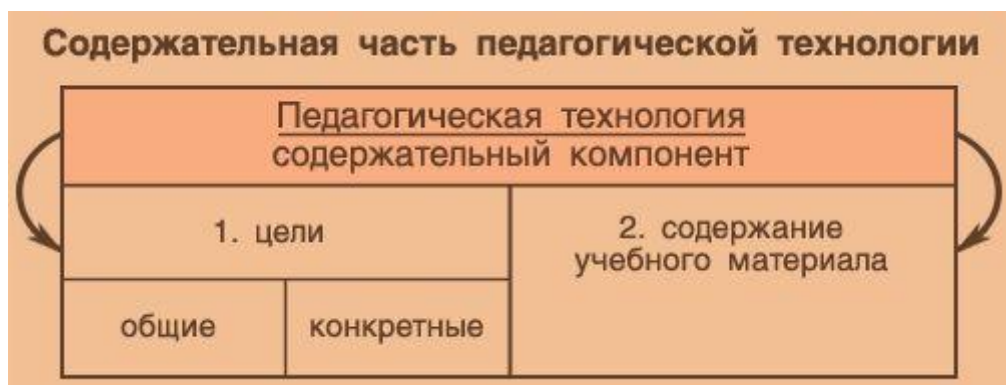 Содержательная часть педагогической технологии
Педагогическая технология
содержательный компонент
1. цели
2. содержание
учебного материала
общие
конкретные